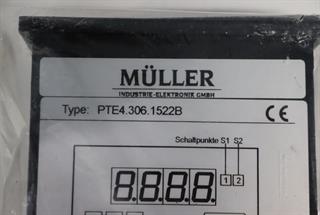 MÜLLER
INDUSTRIE-ELEKTRONIK GMBH
Type: PTE4.306.1522B CE
Schaltpunkte S1 S2
8.8.8.8. 1 2